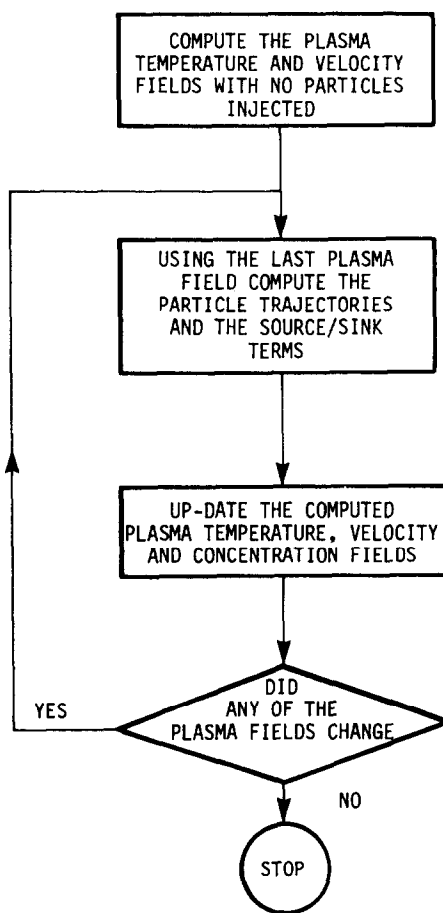 COMPUTE THE PLASMA
TEMPERATURE AND VELOCITY
FIELDS WITH NO PARTICLES
INJECTED
USING THE LAST PLASMA
FIELD COMPUTE THE
PARTICLE TRAJECTORIES
AND THE SOURCE/SINK
TERMS
UP-DATE THE COMPUTED
PLASMA TEMPERATURE, VELOCITY
AND CONCENTRATION FIELDS
DID
ANY OF THE
PLASMA FIELDS CHANGE
YES
NO
STOP